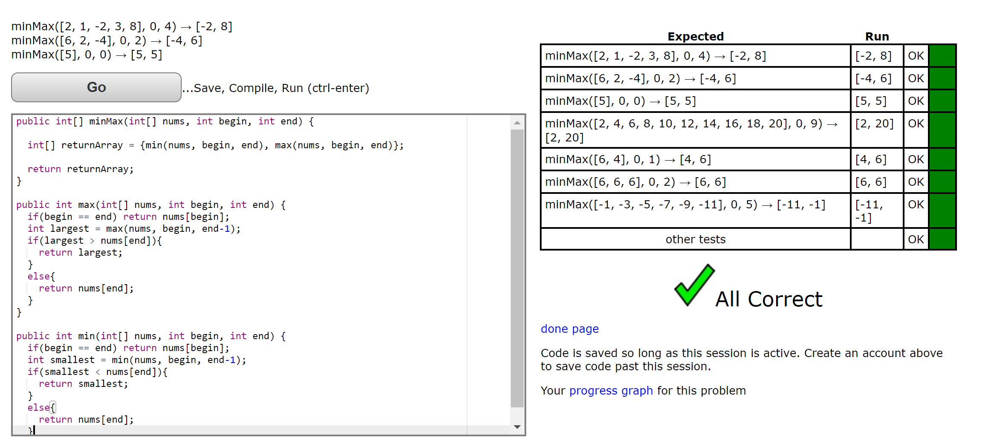 minMax([2, 1, -2, 3, 8], 0, 4) → [-2, 8]
minMax([6, 2, -4], 0, 2) → [-4, 6]
minMax([5], 0, 0) → [5, 5]
Go
...Save, Compile, Run (ctrl-enter)
public int[] minMax(int[] nums, int begin, int end) {
int[] returnArray = {min(nums, begin, end), max(nums, begin, end)};
return returnArray;
}
public int max(int[] nums, int begin, int end) {
if(begin == end) return nums[begin];
int largest = max(nums, begin, end-1);
if(largest > nums[end]){
return largest;
}
else{
return nums[end];
}
}
public int min(int[] nums, int begin, int end) {
if(begin == end) return nums[begin];
int smallest = min(nums, begin, end-1);
if(smallest < nums[end]){
return smallest;
}
else{
return nums[end];
}
Expected Run
minMax([2, 1, -2, 3, 8], 0, 4) → [-2, 8] [-2, 8] OK
minMax([6, 2, -4], 0, 2) → [-4, 6] [-4, 6] OK
minMax([5], 0, 0) → [5, 5] [5, 5] OK
minMax([2, 4, 6, 8, 10, 12, 14, 16, 18, 20], 0, 9) → [2, 20] OK
[2, 20]
minMax([6, 4], 0, 1) → [4, 6] [4, 6] OK
minMax([6, 6, 6], 0, 2) → [6, 6] [6, 6] OK
minMax([-1, -3, -5, -7, -9, -11], 0, 5) → [-11, -1] [-11, OK
-1]
other tests OK
All Correct
done page
Code is saved so long as this session is active. Create an account above
to save code past this session.
Your progress graph for this problem